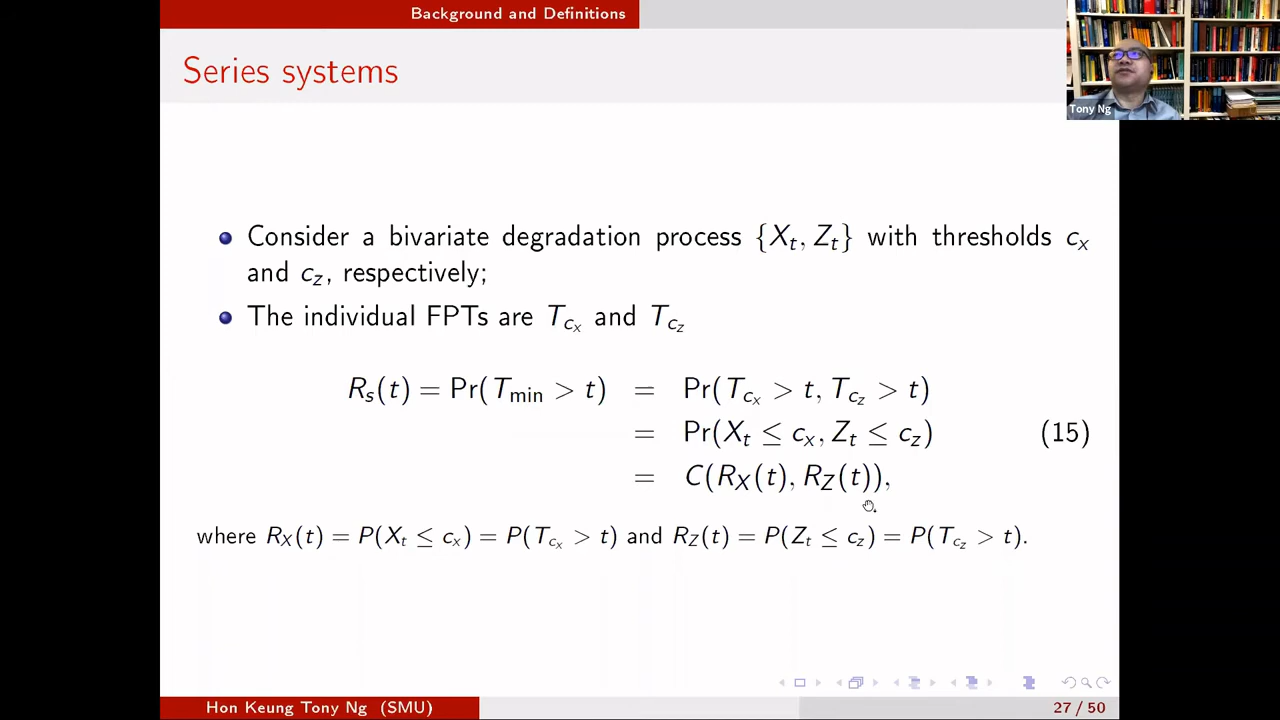 Background and Definitions
Series systems
Tony Ng
Consider a bivariate degradation process {X_t, Z_t} with thresholds c_x
and c_z, respectively;
The individual FPTs are T_{c_x} and T_{c_z}
R_s(t) = Pr(T_min > t) = Pr(T_{c_x} > t, T_{c_z} > t)
= Pr(X_t ≤ c_x, Z_t ≤ c_z) (15)
= C(R_X(t), R_Z(t)),
where R_X(t) = P(X_t ≤ c_x) = P(T_{c_x} > t) and R_Z(t) = P(Z_t ≤ c_z) = P(T_{c_z} > t).
Hon Keung Tony Ng (SMU) 27 / 50